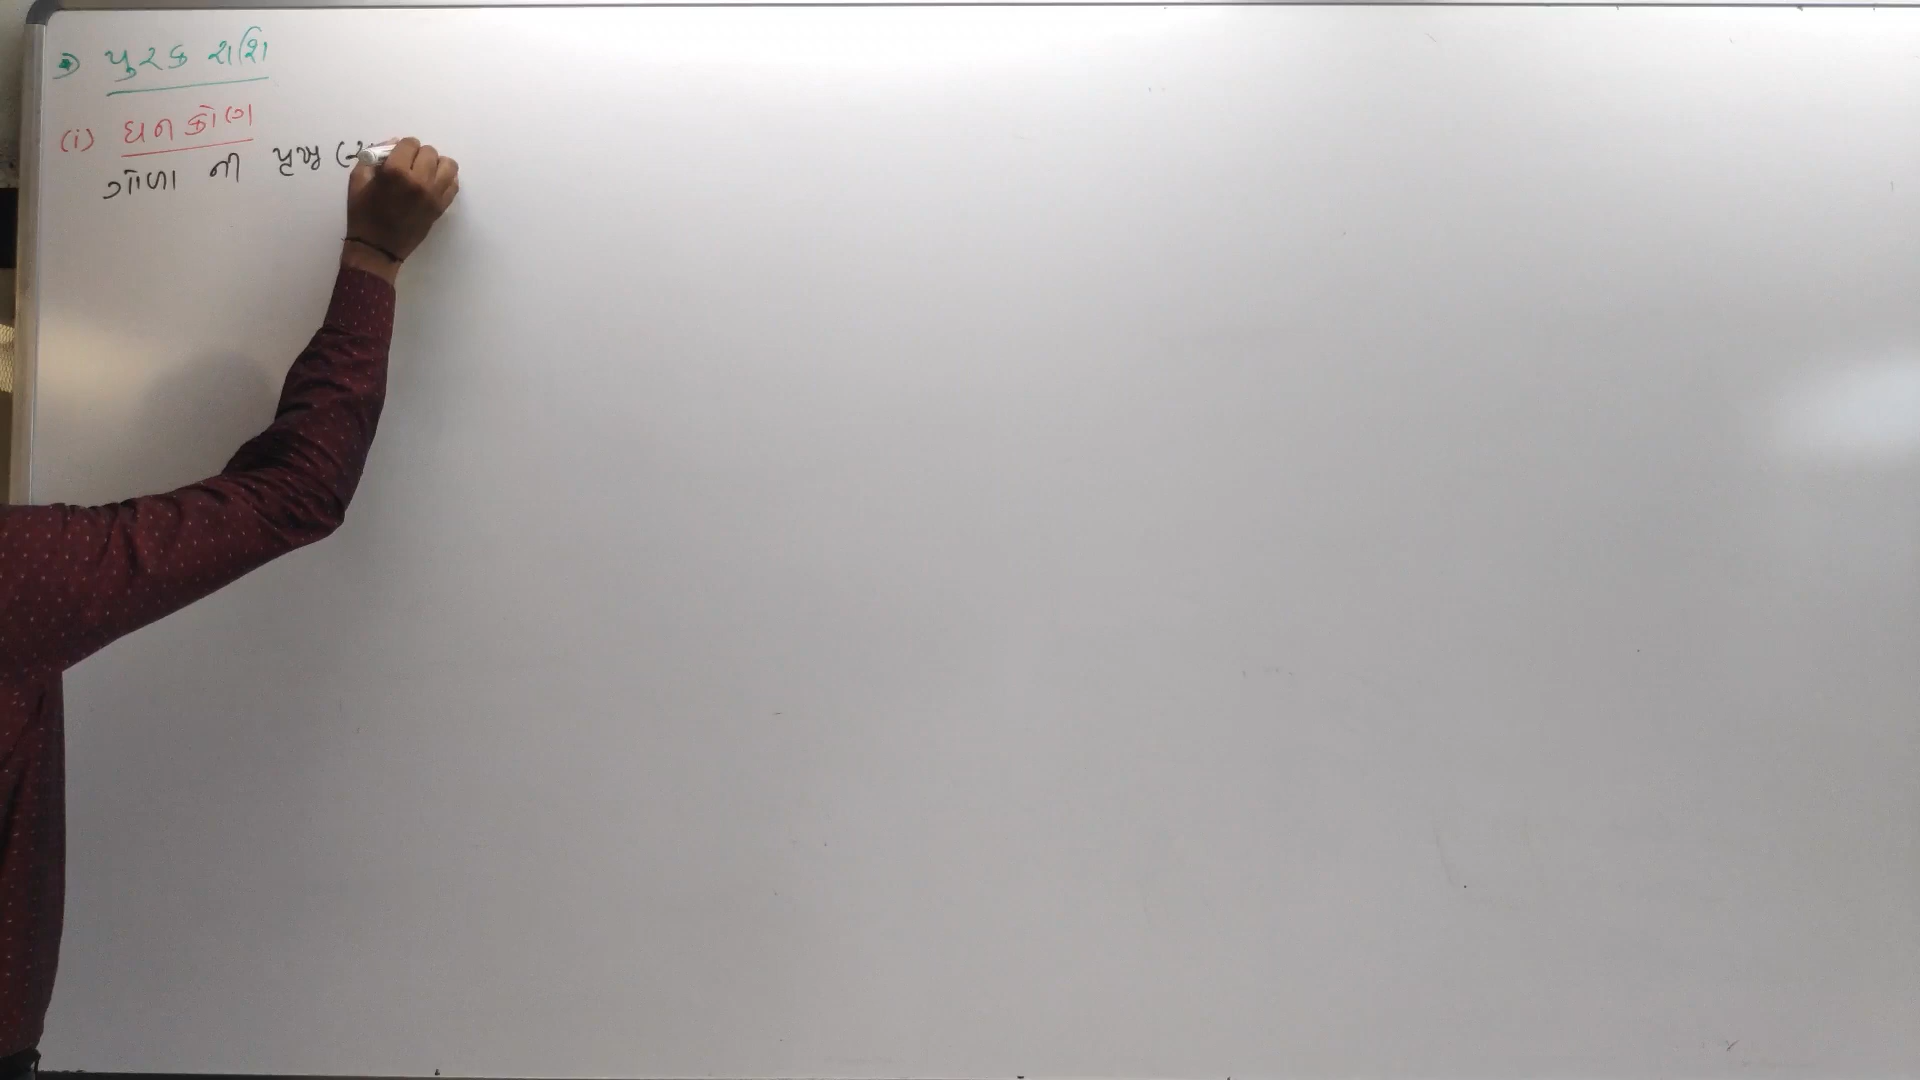 → પુરક રાશિ
(i) ઘનકોણ
ગોળા ની પૃષ્ઠ